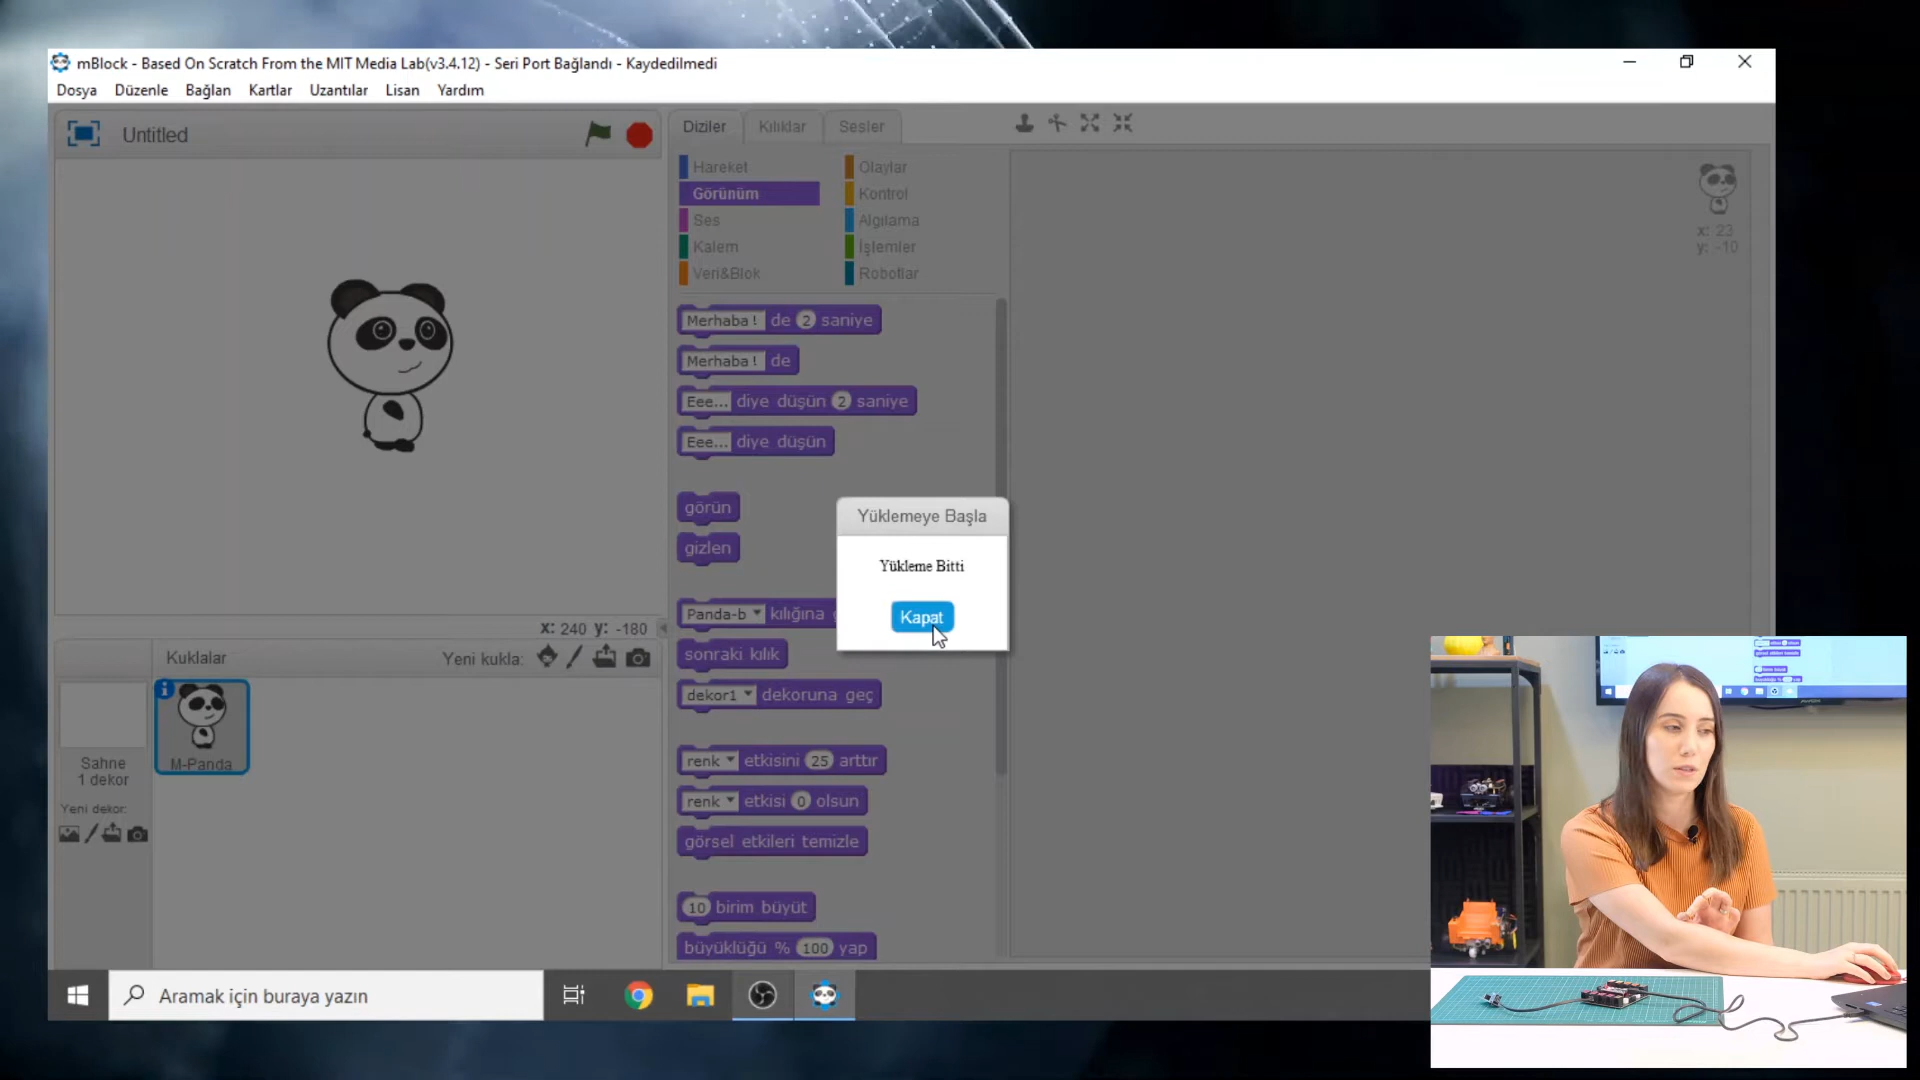 mBlock - Based On Scratch From the MIT Media Lab(v3.4.12) - Seri Port Bağlandı - Kaydedilmedi
Dosya Düzenle Bağlan Kartlar Uzantılar Lisan Yardım
Untitled
Diziler Kılıklar Sesler
Hareket Olaylar
Görünüm Kontrol
Ses Algılama
Kalem İşlemler
Veri&Blok Robotlar
x: 23
y: -10
Merhaba! de 2 saniye
Merhaba! de
Eee... diye düşün 2 saniye
Eee... diye düşün
görün
gizlen
Yüklemeye Başla
Yükleme Bitti
Kapat
Panda-b kılığına
sonraki kılık
dekor1 dekoruna geç
renk etkisini 25 arttır
renk etkisi 0 olsun
görsel etkileri temizle
10 birim büyüt
büyüklüğü % 100 yap
x: 240 y: -180
Kuklalar Yeni kukla:
M-Panda
Sahne
1 dekor
Yeni dekor:
Aramak için buraya yazın